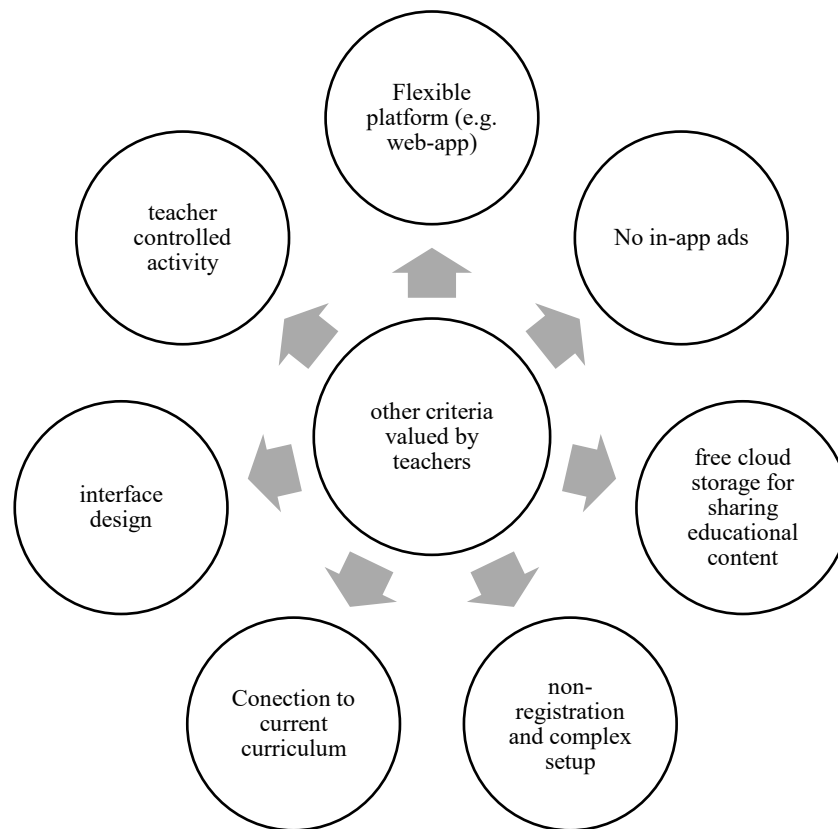 Flexible
platform (e.g.
web-app)
No in-app ads
free cloud
storage for
sharing
educational
content
non-
registration
and complex
setup
Conection to
current
curriculum
interface
design
teacher
controlled
activity
other criteria
valued by
teachers